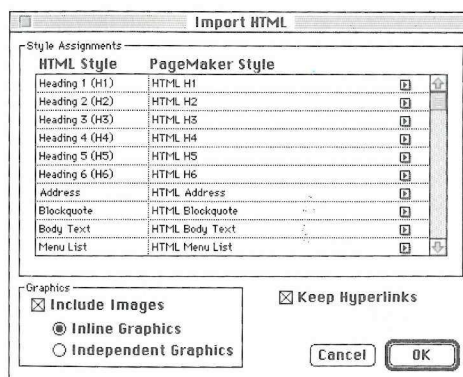 Import HTML
Style Assignments
HTML Style PageMaker Style
Heading 1 (H1) HTML H1
Heading 2 (H2) HTML H2
Heading 3 (H3) HTML H3
Heading 4 (H4) HTML H4
Heading 5 (H5) HTML H5
Heading 6 (H6) HTML H6
Address HTML Address
Blockquote HTML Blockquote
Body Text HTML Body Text
Menu List HTML Menu List
Graphics
Include Images
Inline Graphics
Independent Graphics
Keep Hyperlinks
Cancel OK